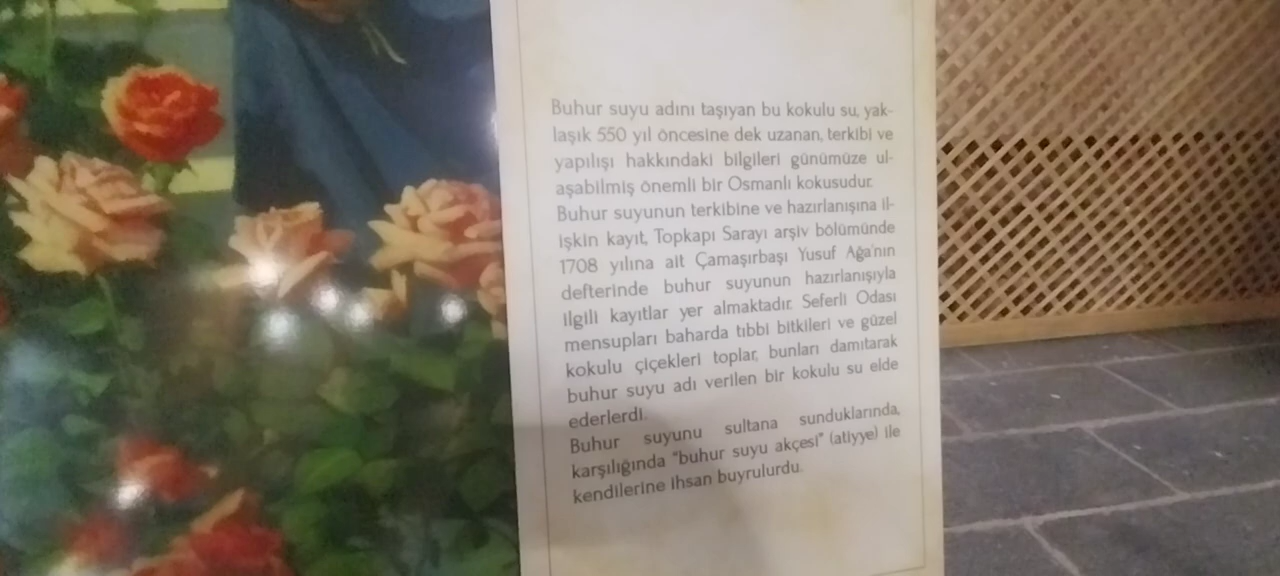 Buhur suyu adını taşıyan bu kokulu su, yak-
laşık 550 yıl öncesine dek uzanan, terkibi ve
yapılışı hakkındaki bilgileri günümüze ul-
aşabilmiş önemli bir Osmanlı kokusudur.
Buhur suyunun terkibine ve hazırlanışına il-
işkin kayıt, Topkapı Sarayı arşiv bölümünde
1708 yılına ait Çamaşırbaşı Yusuf Ağa'nın
defterinde buhur suyunun hazırlanışıyla
ilgili kayıtlar yer almaktadır. Seferli Odası
mensupları baharda tıbbi bitkileri ve güzel
kokulu çiçekleri toplar, bunları damıtarak
buhur suyu adı verilen bir kokulu su elde
ederlerdi.
Buhur suyunu sultana sunduklarında,
karşılığında "buhur suyu akçesi" (atiyye) ile
kendilerine ihsan buyrulurdu.